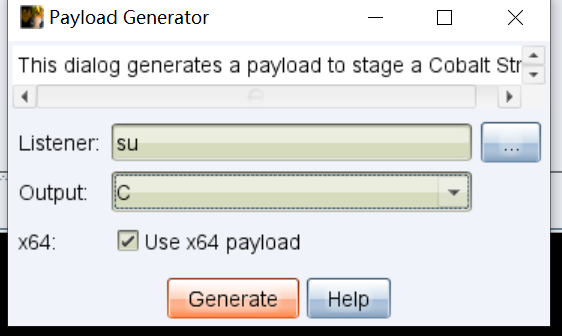 Payload Generator
This dialog generates a payload to stage a Cobalt Str
Listener: su ...
Output: C
x64: Use x64 payload
Generate Help